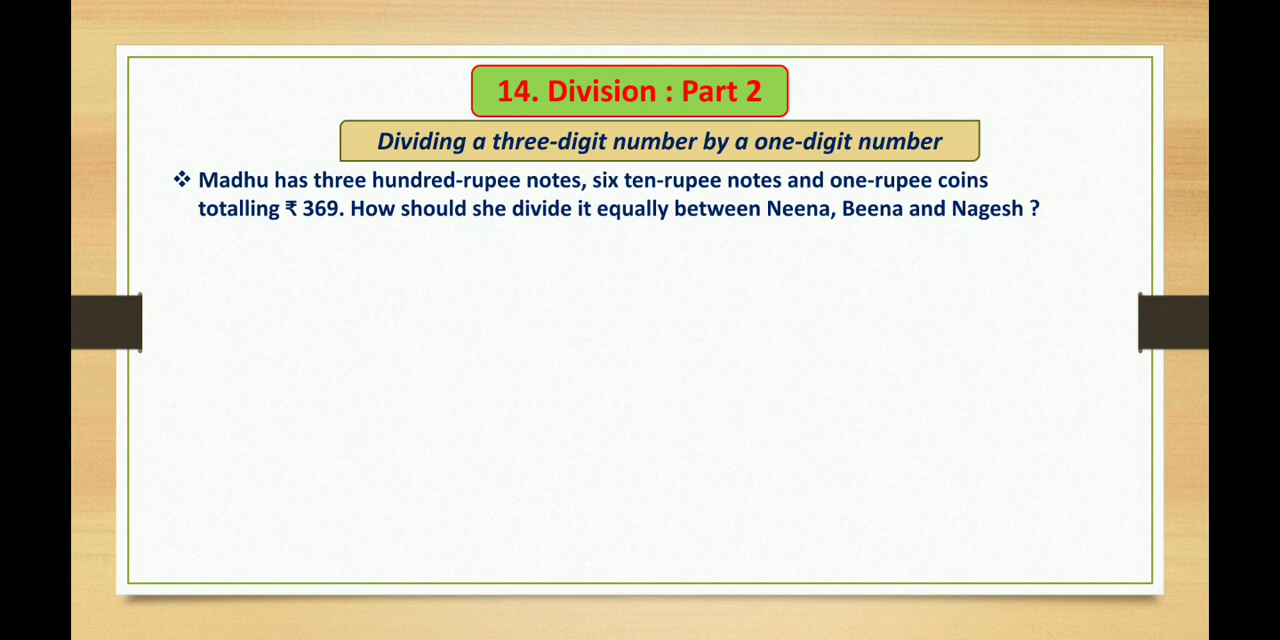 14. Division : Part 2
Dividing a three-digit number by a one-digit number
❖ Madhu has three hundred-rupee notes, six ten-rupee notes and one-rupee coins
totalling ₹ 369. How should she divide it equally between Neena, Beena and Nagesh ?